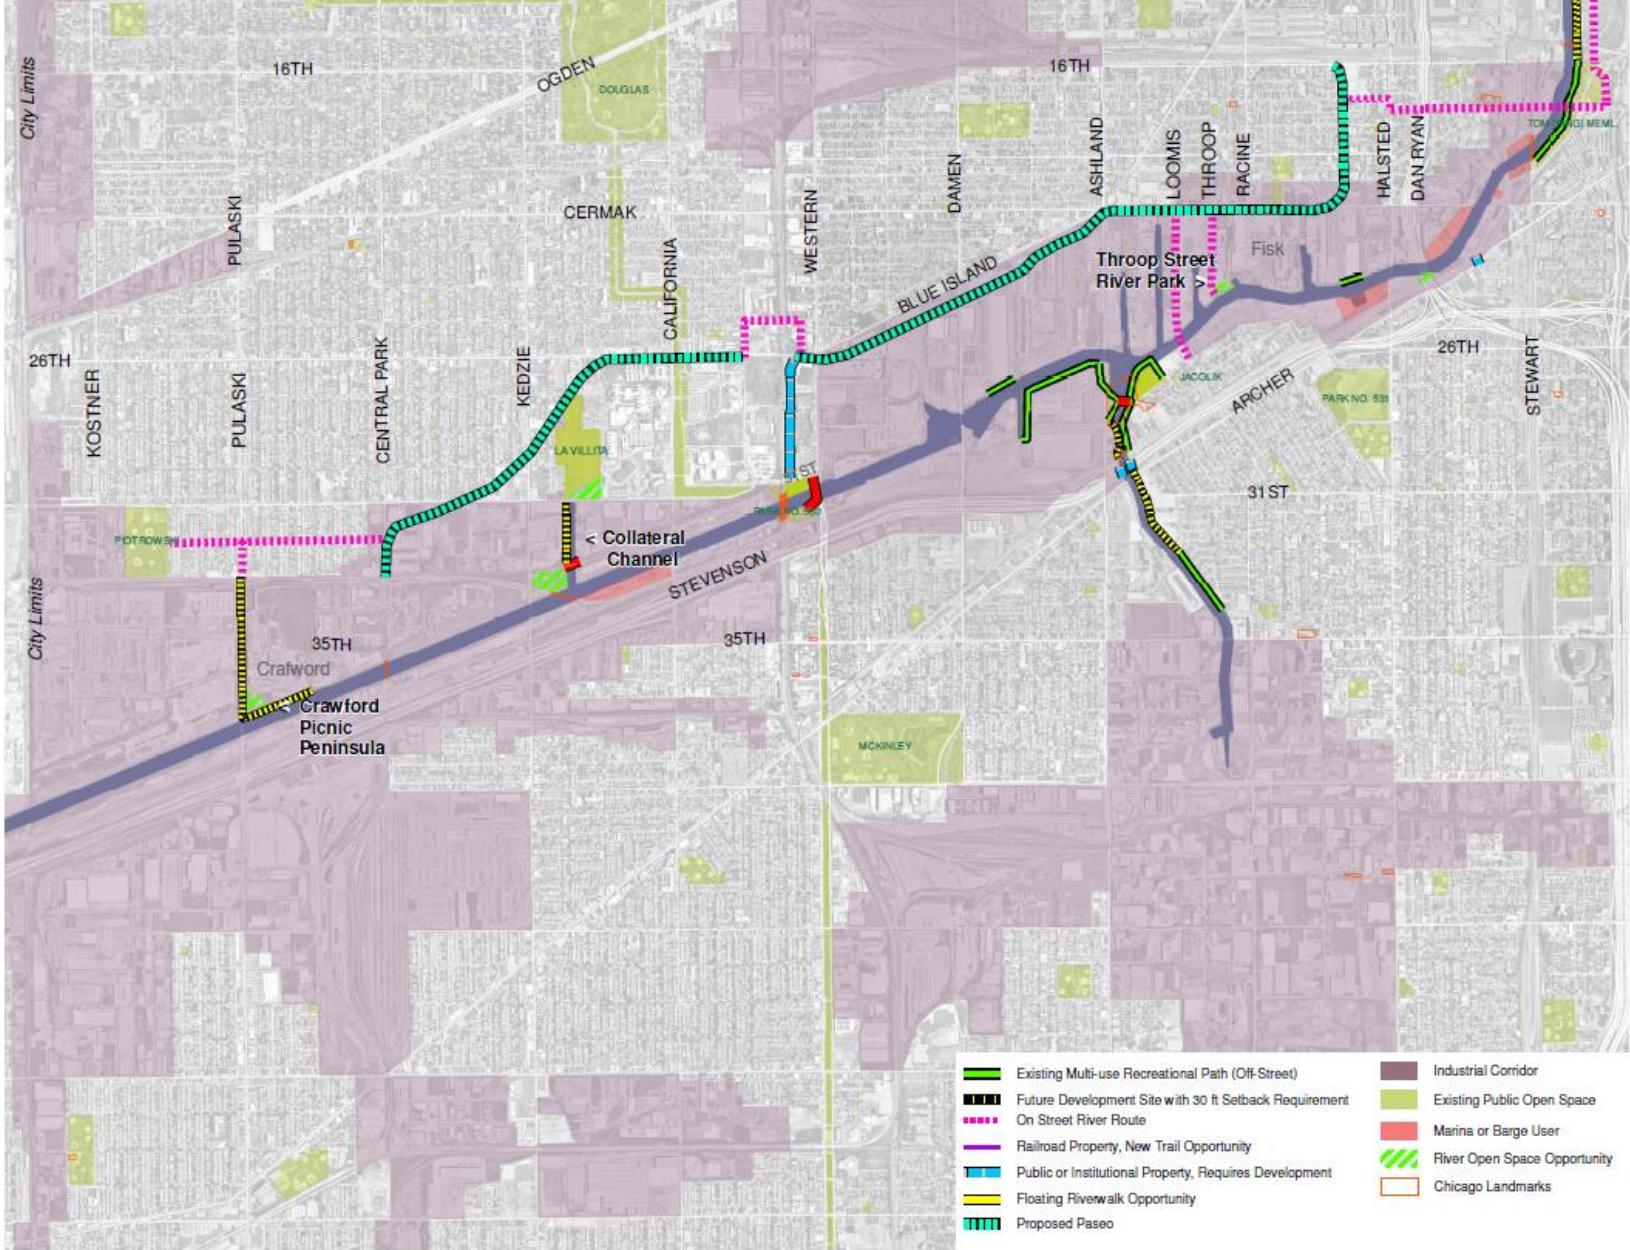 City Limits
16TH
OGDEN
DOUGLAS
16TH
TOM
MEML.
ASHLAND
LOOMIS
THROOP
RACINE
HALSTED
DAN RYAN
DAMEN
WESTERN
PULASKI
CERMAK
CALIFORNIA
Fisk
Throop Street
River Park >
BLUE ISLAND
26TH
KOSTNER
PULASKI
CENTRAL PARK
KEDZIE
26TH
STEWART
JACOLIK
ARCHER
PARK NO. 531
LA VILLITA
31ST
PARK NO.
< Collateral
Channel
STEVENSON
City Limits
35TH
35TH
Crafword
Crawford
Picnic
Peninsula
MCKINLEY
Existing Multi-use Recreational Path (Off-Street)
Future Development Site with 30 ft Setback Requirement
On Street River Route
Railroad Property, New Trail Opportunity
Public or Institutional Property, Requires Development
Floating Riverwalk Opportunity
Proposed Paseo
Industrial Corridor
Existing Public Open Space
Marina or Barge User
River Open Space Opportunity
Chicago Landmarks